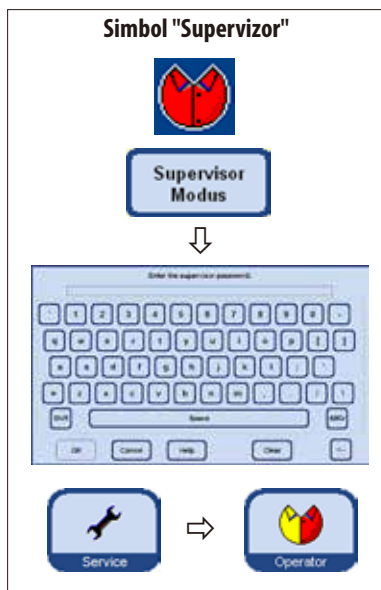 Simbol "Supervizor"
Supervisor
Modus
Enter the supervisor password:
` 1 2 3 4 5 6 7 8 9 0 -
q w e r t y u i o p [ ]
a s d f g h j k l ; '
z x c v b n m , . / \
Shift Space
OK Cancel Help Clear <--
Service Operator